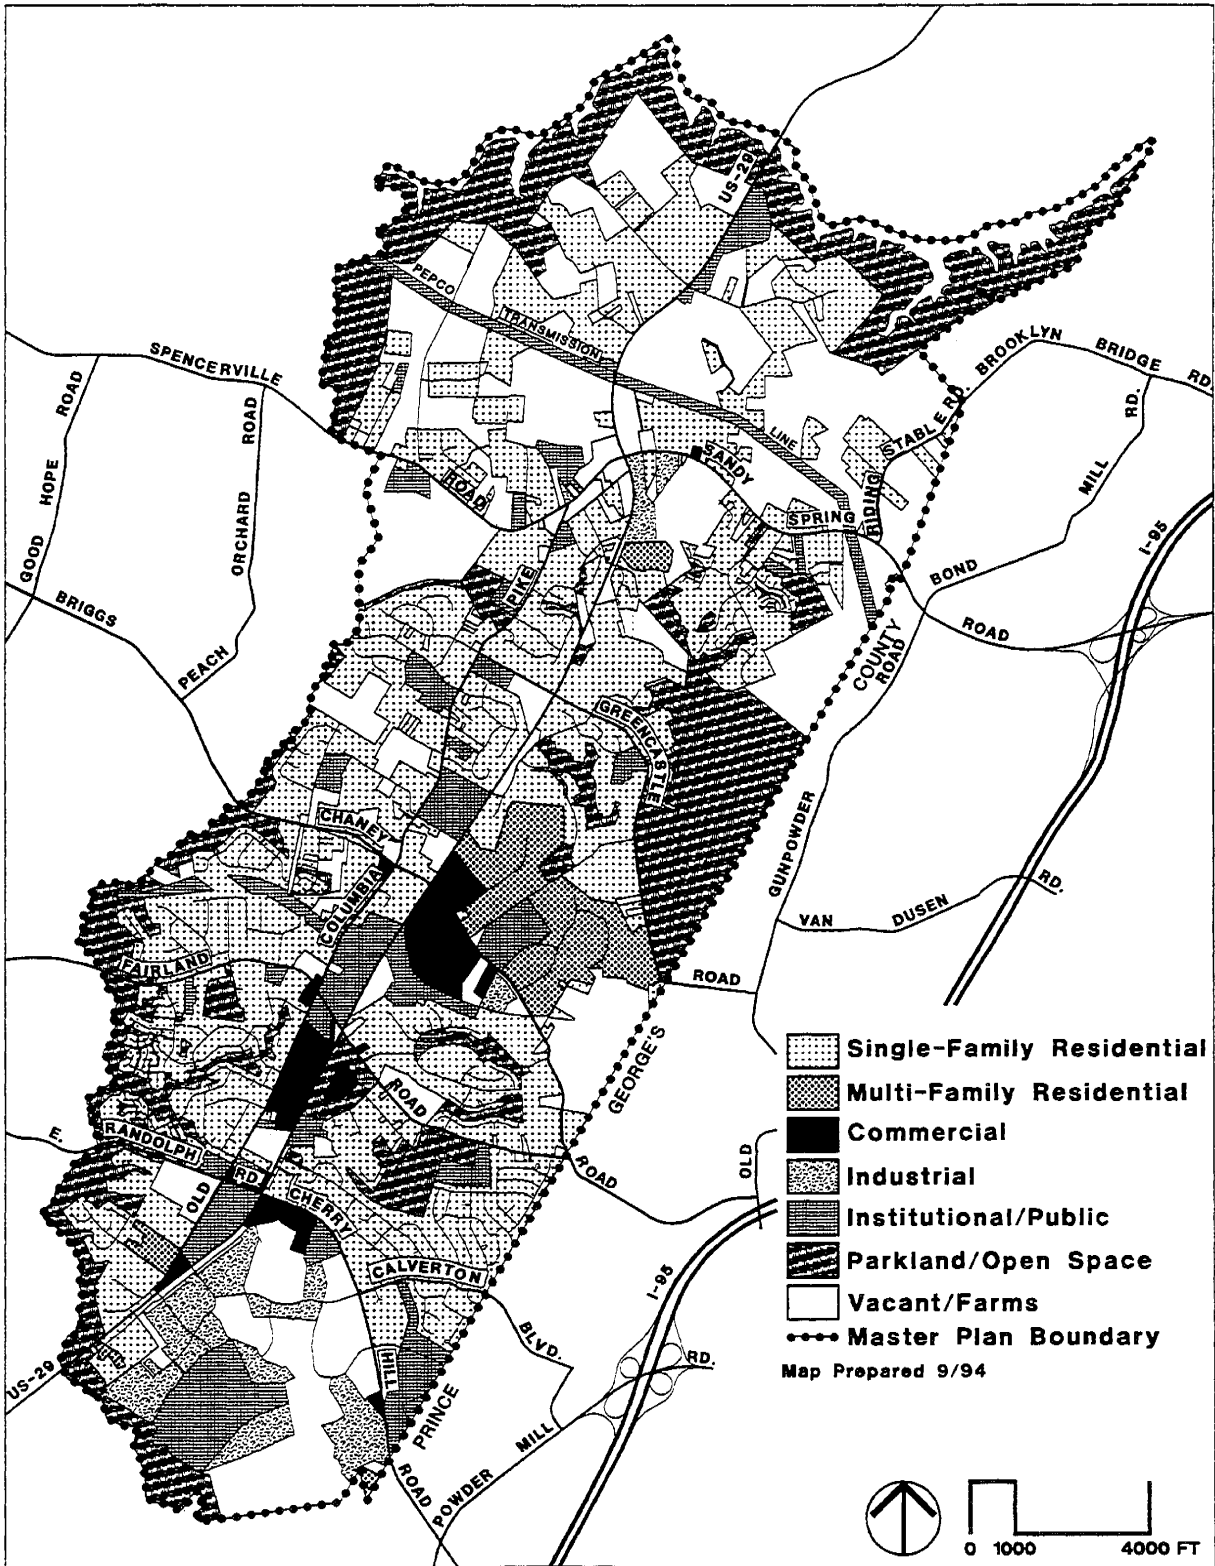 US-29
PEPCO
TRANSMISSION
LINE
SPENCERVILLE
ROAD
GOOD HOPE ROAD
ORCHARD ROAD
PEACH
BRIGGS
BROOKLYN BRIDGE RD.
STABLE RD.
RIDING
MILL RD.
SANDY
SPRING
ROAD
BOND
ROAD
I-95
PIKE
COUNTY
ROAD
GREENCASTLE
GUNPOWDER
CHANEY
COLUMBIA
VAN DUSEN RD.
FAIRLAND
ROAD
ROAD
GEORGE'S
E. RANDOLPH RD.
OLD
CHERRY
ROAD
OLD
CALVERTON
BLVD.
I-95
HILL
PRINCE
RD.
MILL
POWDER
ROAD
US-29
Single-Family Residential
Multi-Family Residential
Commercial
Industrial
Institutional/Public
Parkland/Open Space
Vacant/Farms
Master Plan Boundary
Map Prepared 9/94
0 1000 4000 FT